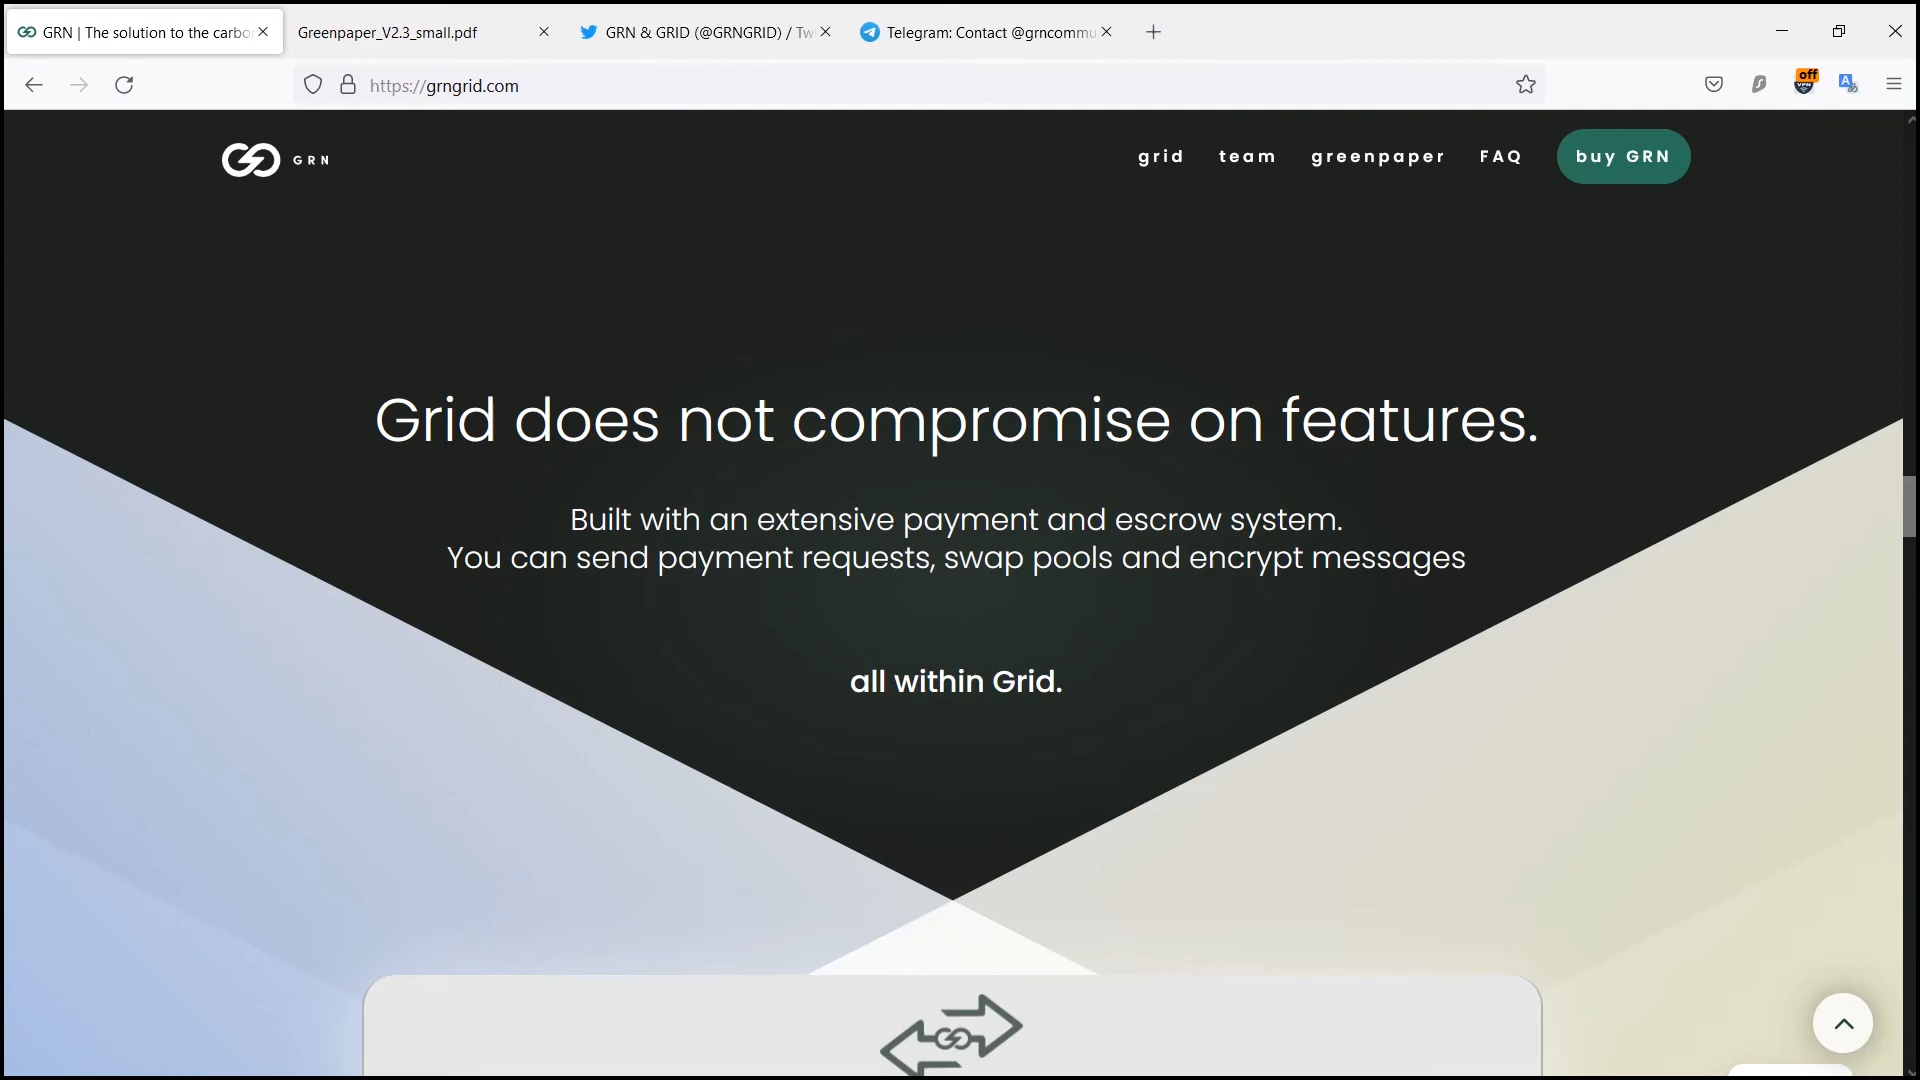 GRN | The solution to the carbo
Greenpaper_V2.3_small.pdf
GRN & GRID (@GRNGRID) / Tw
Telegram: Contact @grncommu
https://grngrid.com
off
VPN
GRN
grid
team
greenpaper
FAQ
buy GRN
Grid does not compromise on features.
Built with an extensive payment and escrow system.
You can send payment requests, swap pools and encrypt messages
all within Grid.